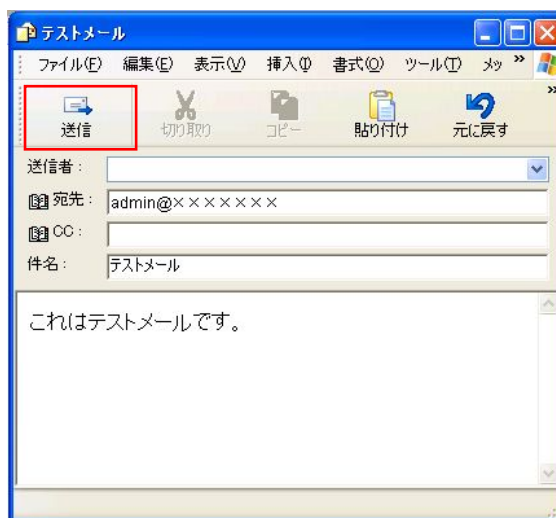 テストメール
ファイル(F) 編集(E) 表示(V) 挿入(I) 書式(O) ツール(T) メッ »
送信 切り取り コピー 貼り付け 元に戻す »
送信者:
宛先: admin@×××××××
CC:
件名: テストメール
これはテストメールです。